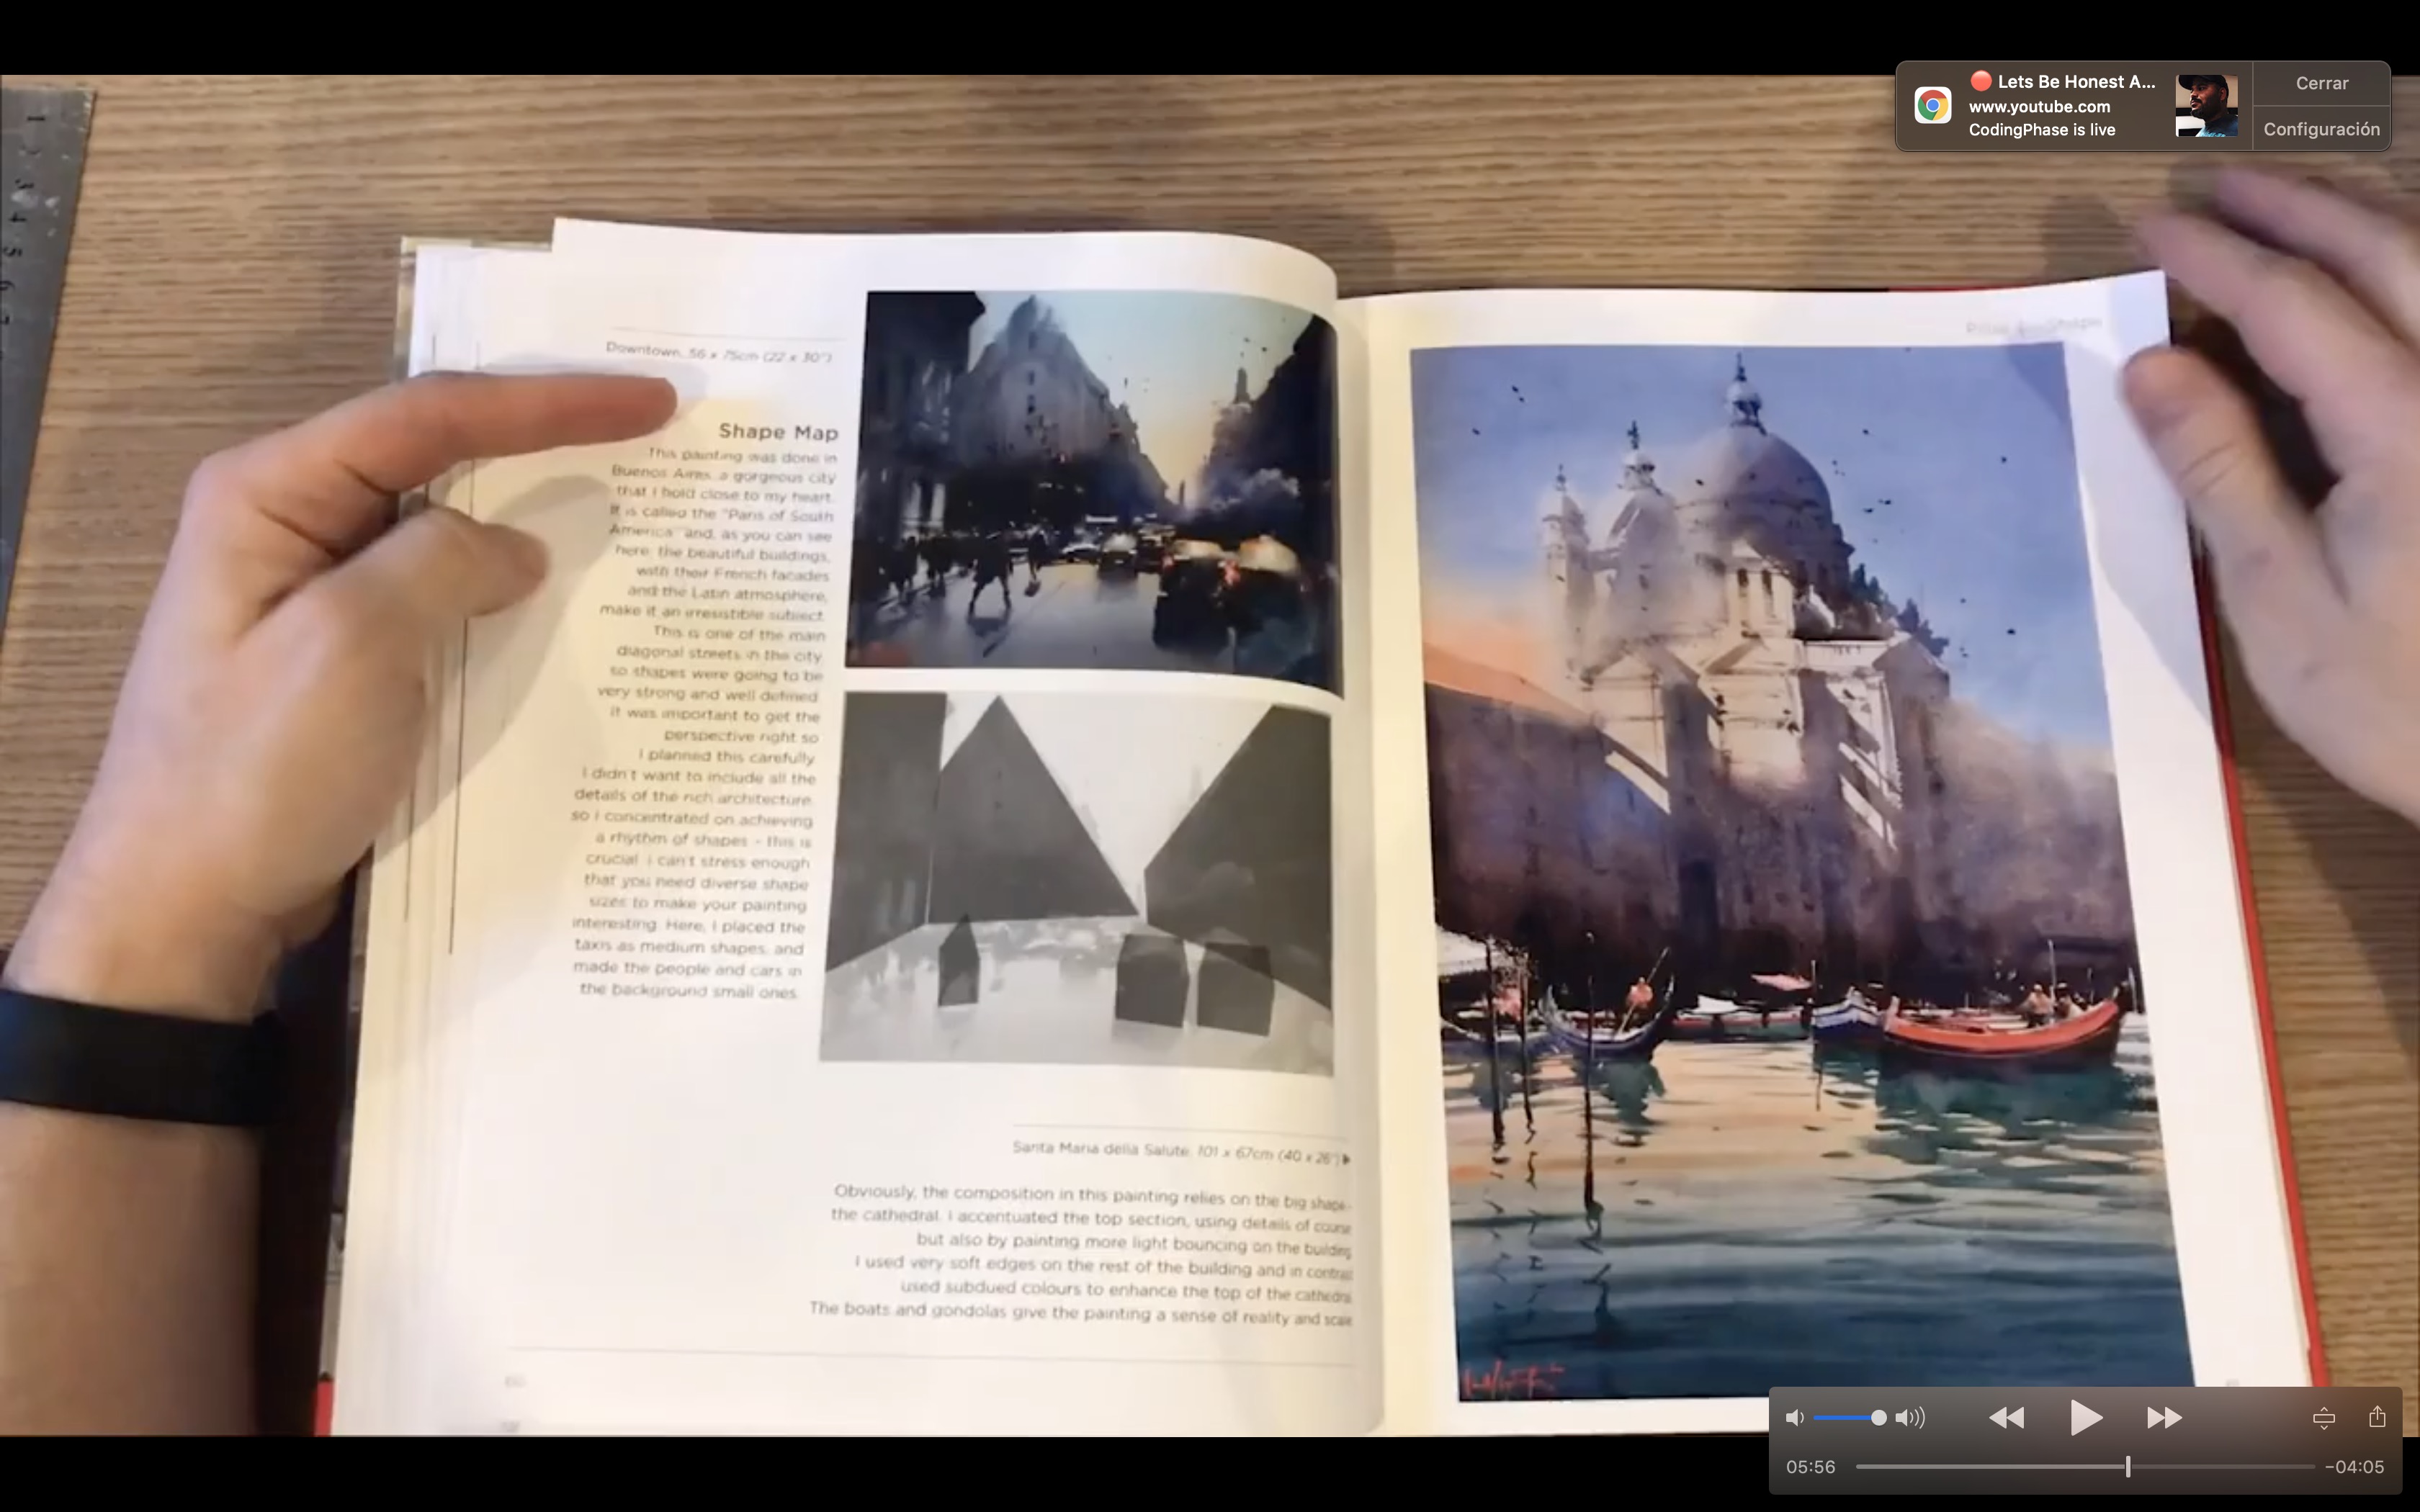 🔴 Lets Be Honest A...
www.youtube.com
CodingPhase is live
Cerrar
Configuración
Downtown, 56 x 75cm (22 x 30")
Shape Map
This painting was done in
Buenos Aires, a gorgeous city
that I hold close to my heart.
It is called the "Paris of South
America" and, as you can see
here, the beautiful buildings,
with their French facades
and the Latin atmosphere,
make it an irresistible subject.
This is one of the main
diagonal streets in the city
so shapes were going to be
very strong and well defined.
It was important to get the
perspective right so
I planned this carefully.
I didn't want to include all the
details of the rich architecture,
so I concentrated on achieving
a rhythm of shapes - this is
crucial. I can't stress enough
that you need diverse shape
sizes to make your painting
interesting. Here, I placed the
taxis as medium shapes, and
made the people and cars in
the background small ones.
Santa Maria della Salute, 101 x 67cm (40 x 26") ▶
Obviously, the composition in this painting relies on the big shape -
the cathedral. I accentuated the top section, using details of course
but also by painting more light bouncing on the building
I used very soft edges on the rest of the building and in contrast
used subdued colours to enhance the top of the cathedral
The boats and gondolas give the painting a sense of reality and scale
05:56
-04:05